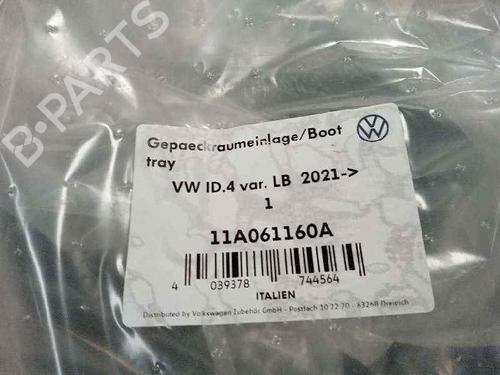 B-PARTS
Gepaeckraumeinlage/Boot
tray
VW ID.4 var. LB 2021->
1
11A061160A
4 039378 744564
ITALIEN
Distributed by Volkswagen Zubehör GmbH - Postfach 10 22 70 - 63268 Dreieich